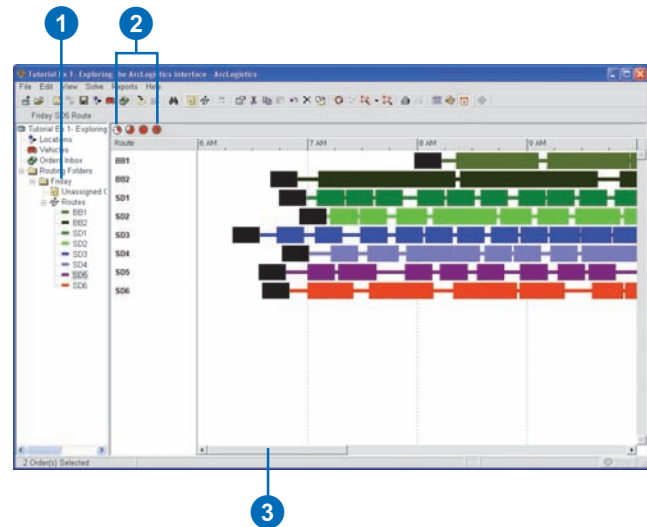 1
2
Tutorial Ex 1- Exploring the ArcLogistics interface - ArcLogistics
File Edit View Solve Reports Help
Friday SD5 Route
Tutorial Ex 1- Exploring
Locations
Vehicles
Orders Inbox
Routing Folders
Friday
Unassigned O
Routes
BB1
BB2
SD1
SD2
SD3
SD4
SD5
SD6
Route 6 AM 7 AM 8 AM 9 AM
BB1
BB2
SD1
SD2
SD3
SD4
SD5
SD6
2 Order(s) Selected
3